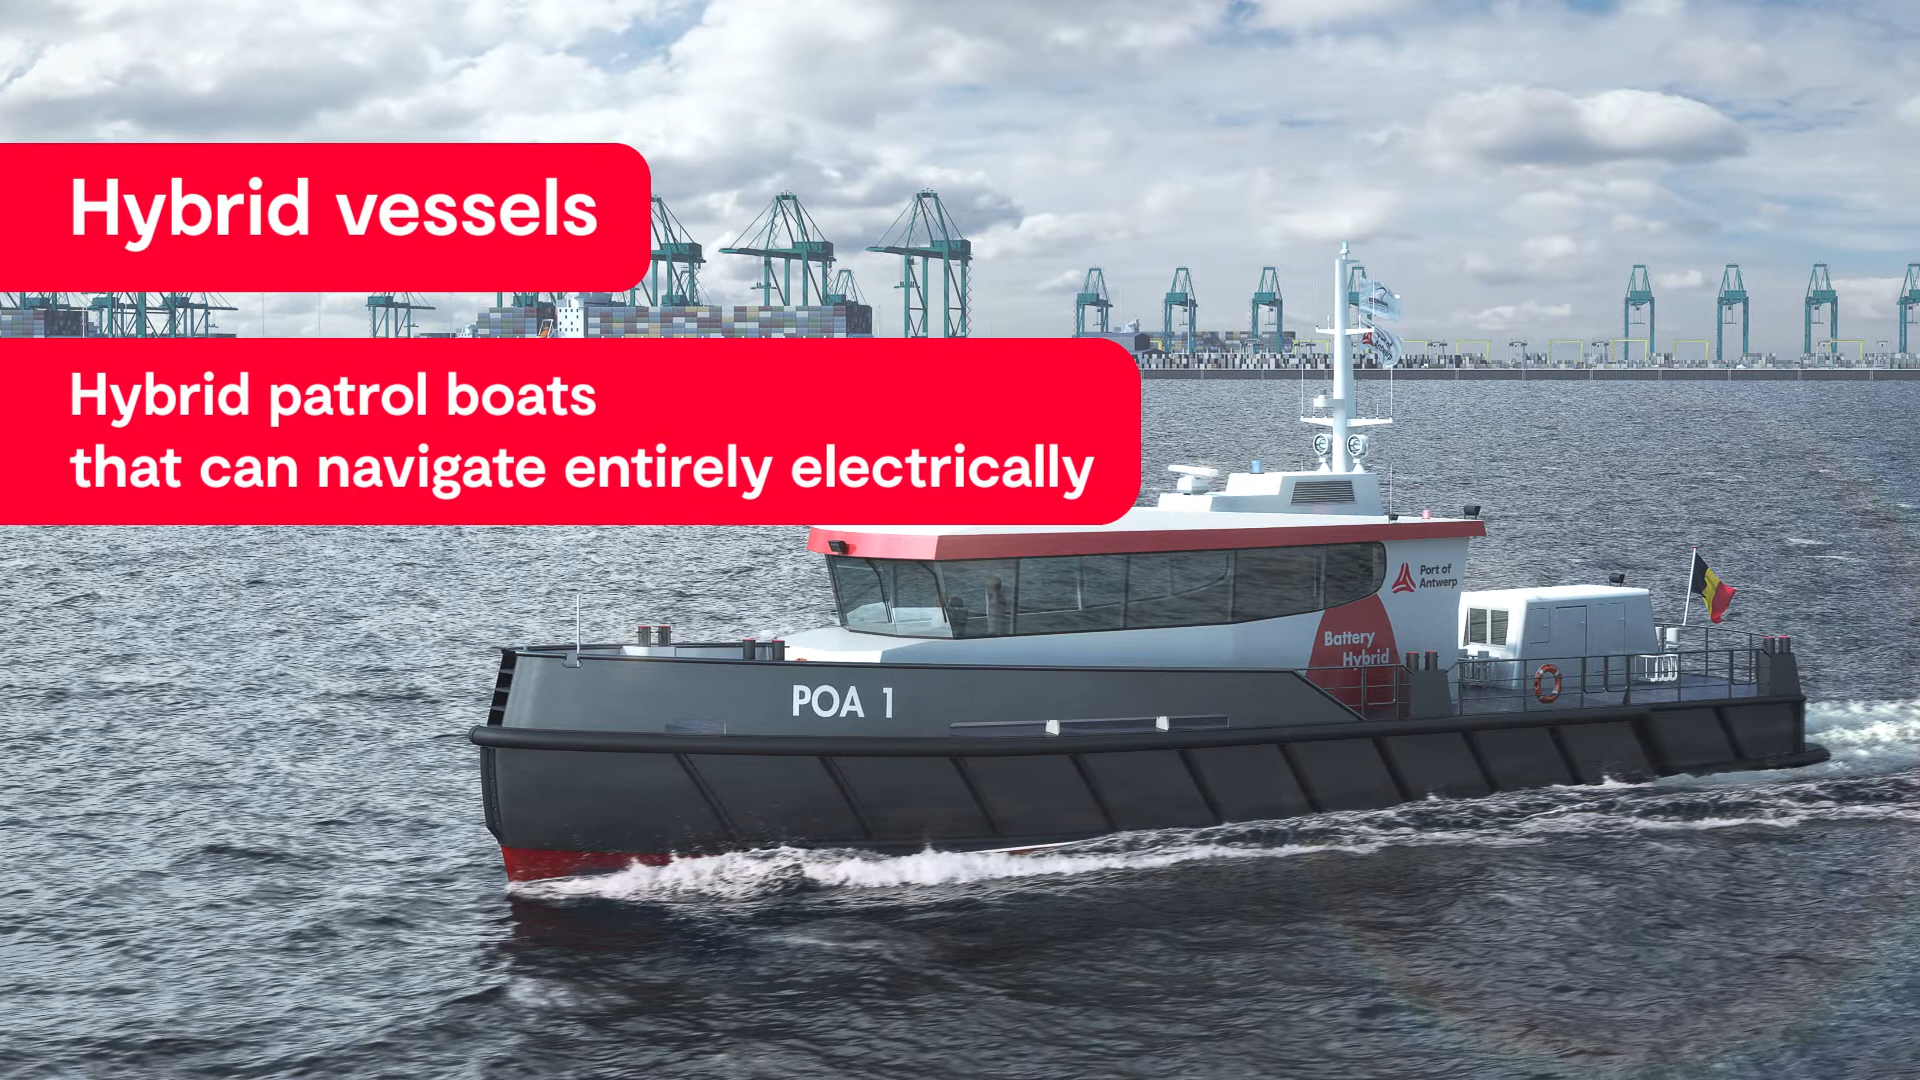 Hybrid vessels
Hybrid patrol boats
that can navigate entirely electrically
Port of
Antwerp
Battery
Hybrid
POA 1